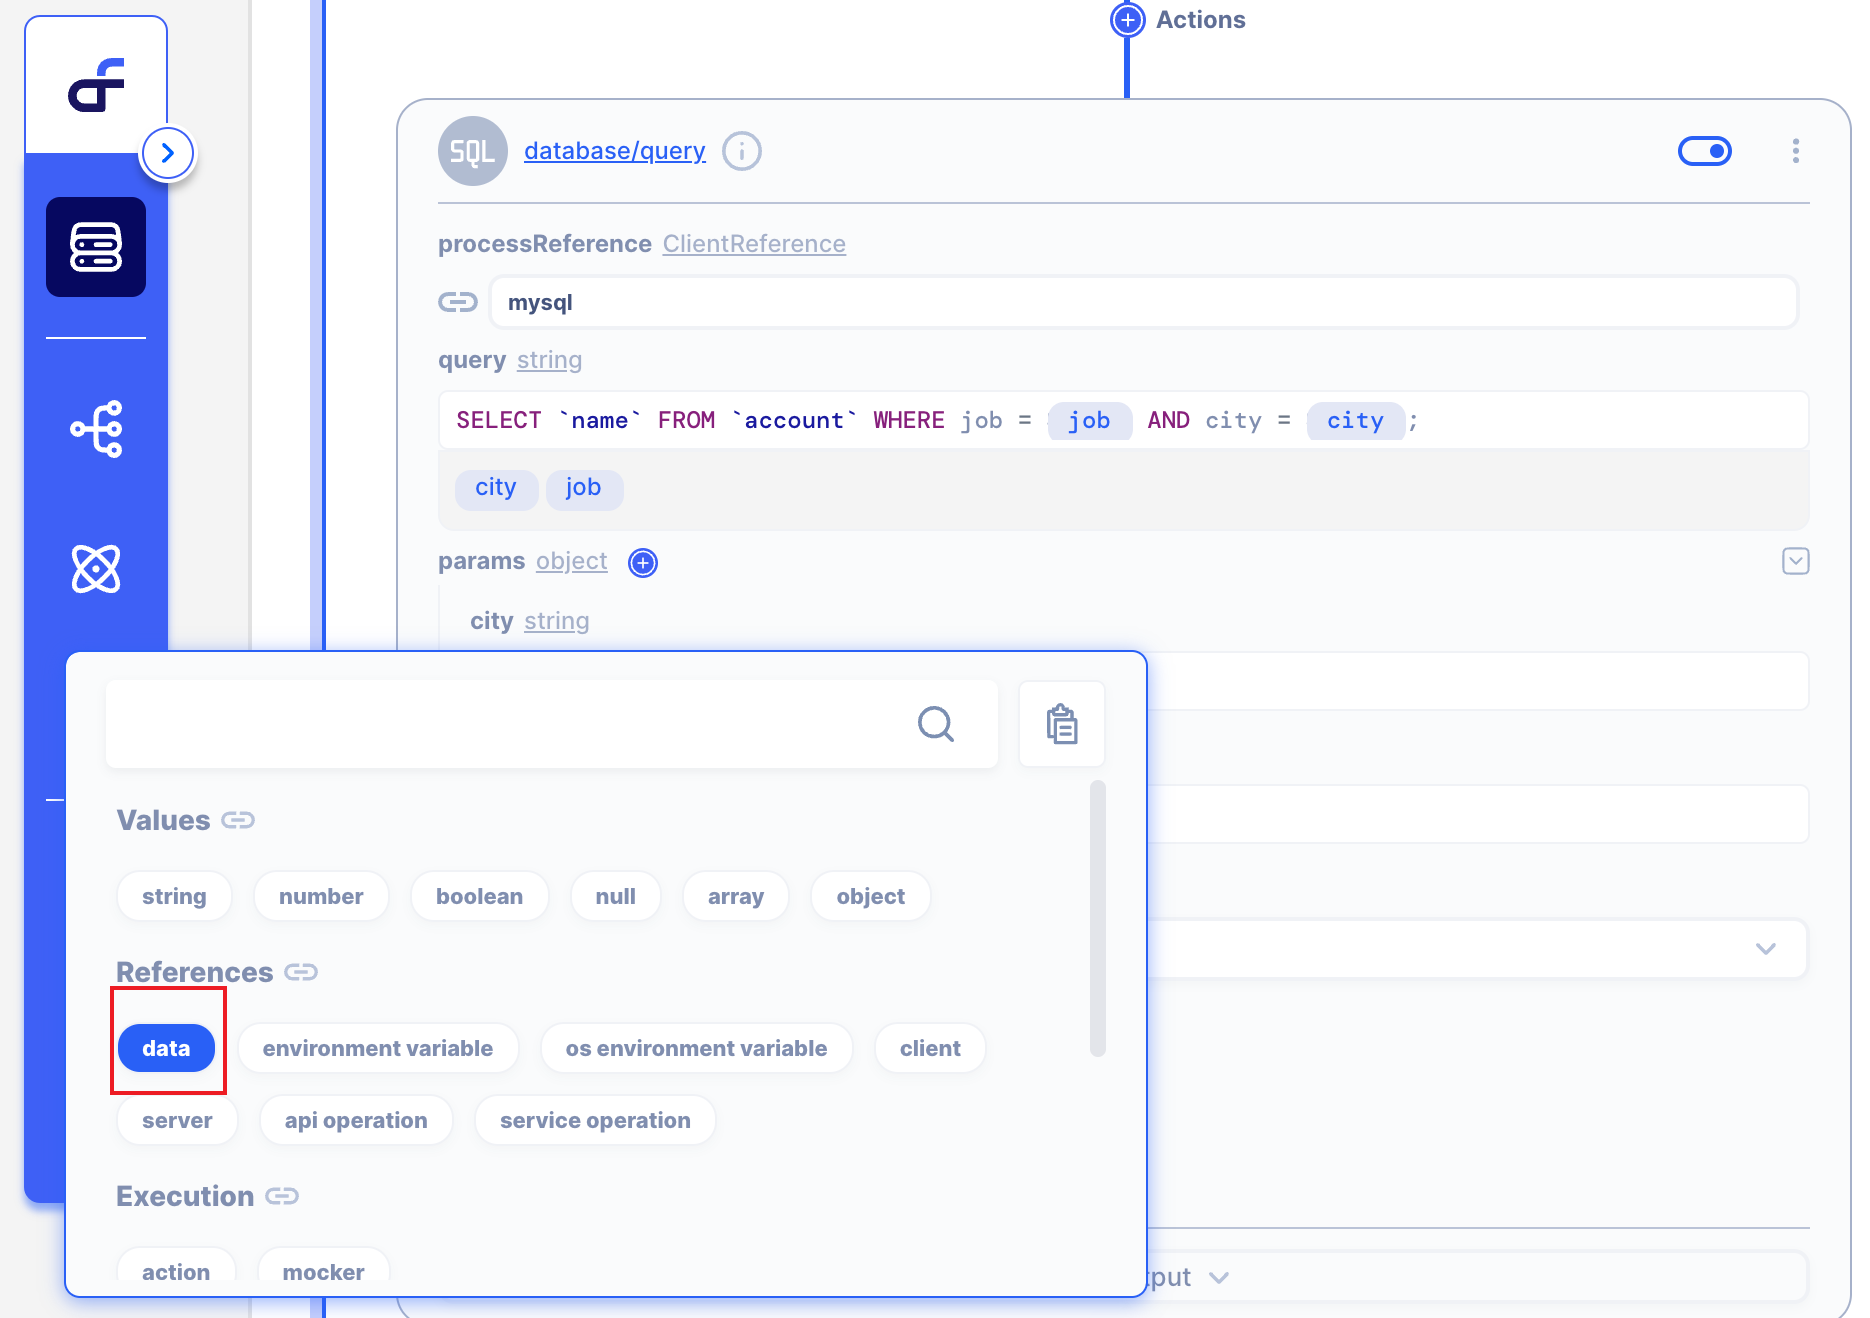 Actions
SQL database/query
processReference ClientReference
mysql
query string
SELECT `name` FROM `account` WHERE job = job AND city = city ;
city job
params object
city string
Values
string number boolean null array object
References
data environment variable os environment variable client
server api operation service operation
Execution
action mocker
put